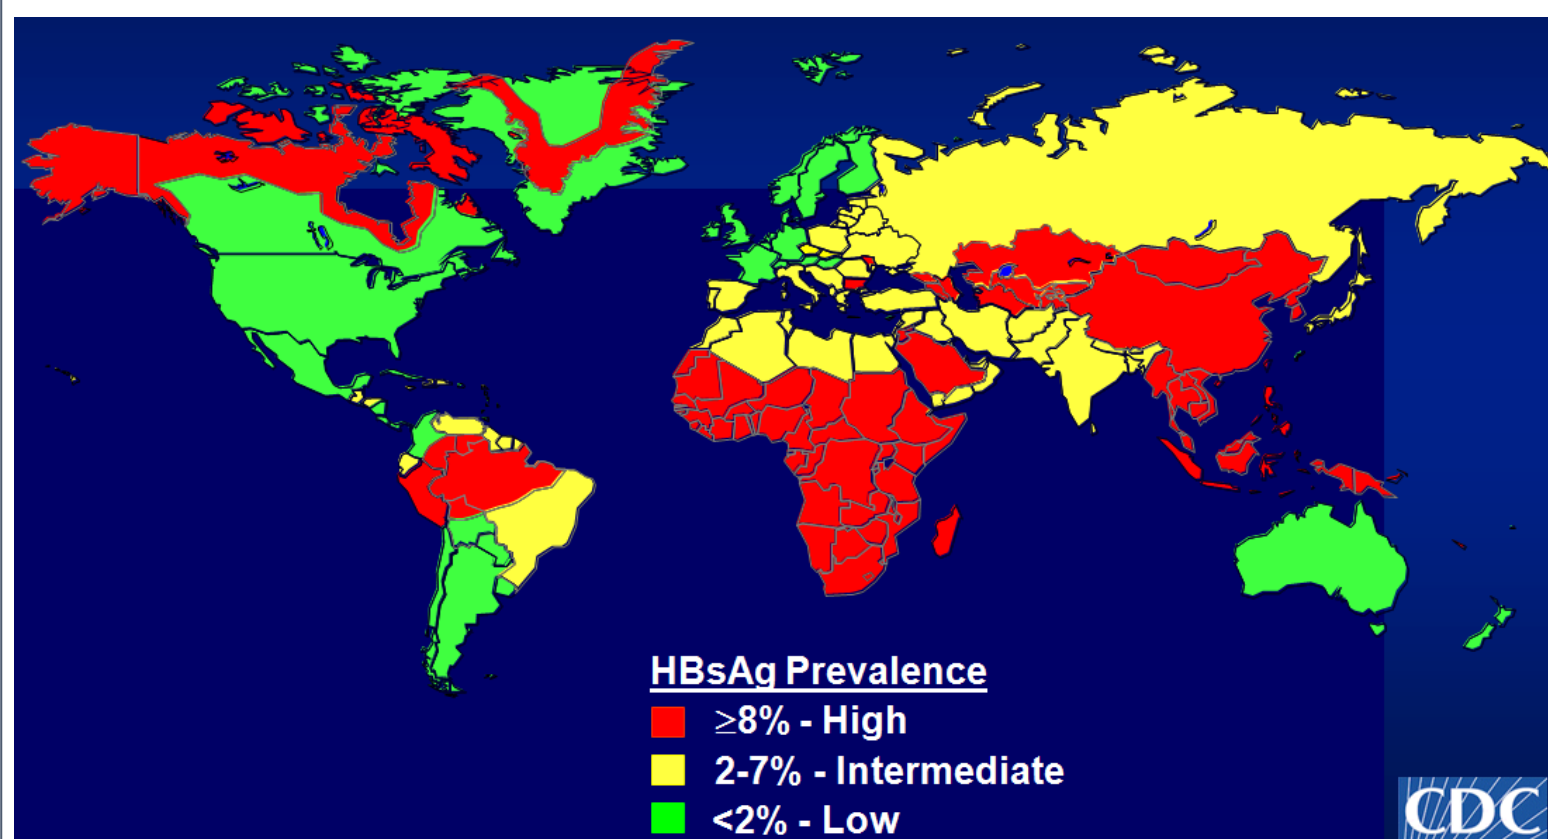 HBsAg Prevalence
≥8% - High
2-7% - Intermediate
<2% - Low
CDC